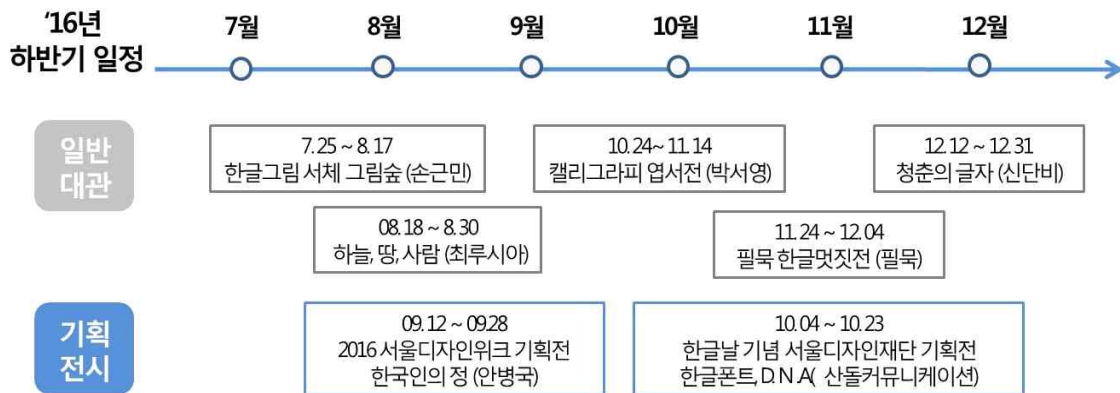 '16년
하반기 일정
7월
8월
9월
10월
11월
12월
일반
대관
7.25 ~ 8.17
한글그림 서체 그림숲 (손근민)
10.24~ 11.14
캘리그라피 엽서전 (박서영)
12.12 ~ 12.31
청춘의 글자 (신단비)
08.18 ~ 8.30
하늘, 땅, 사람 (최루시아)
11.24 ~ 12.04
필묵 한글멋짓전 (필묵)
기획
전시
09.12 ~ 09.28
2016 서울디자인위크 기획전
한국인의 정 (안병국)
10.04 ~ 10.23
한글날 기념 서울디자인재단 기획전
한글폰트, D.N.A( 산돌커뮤니케이션)